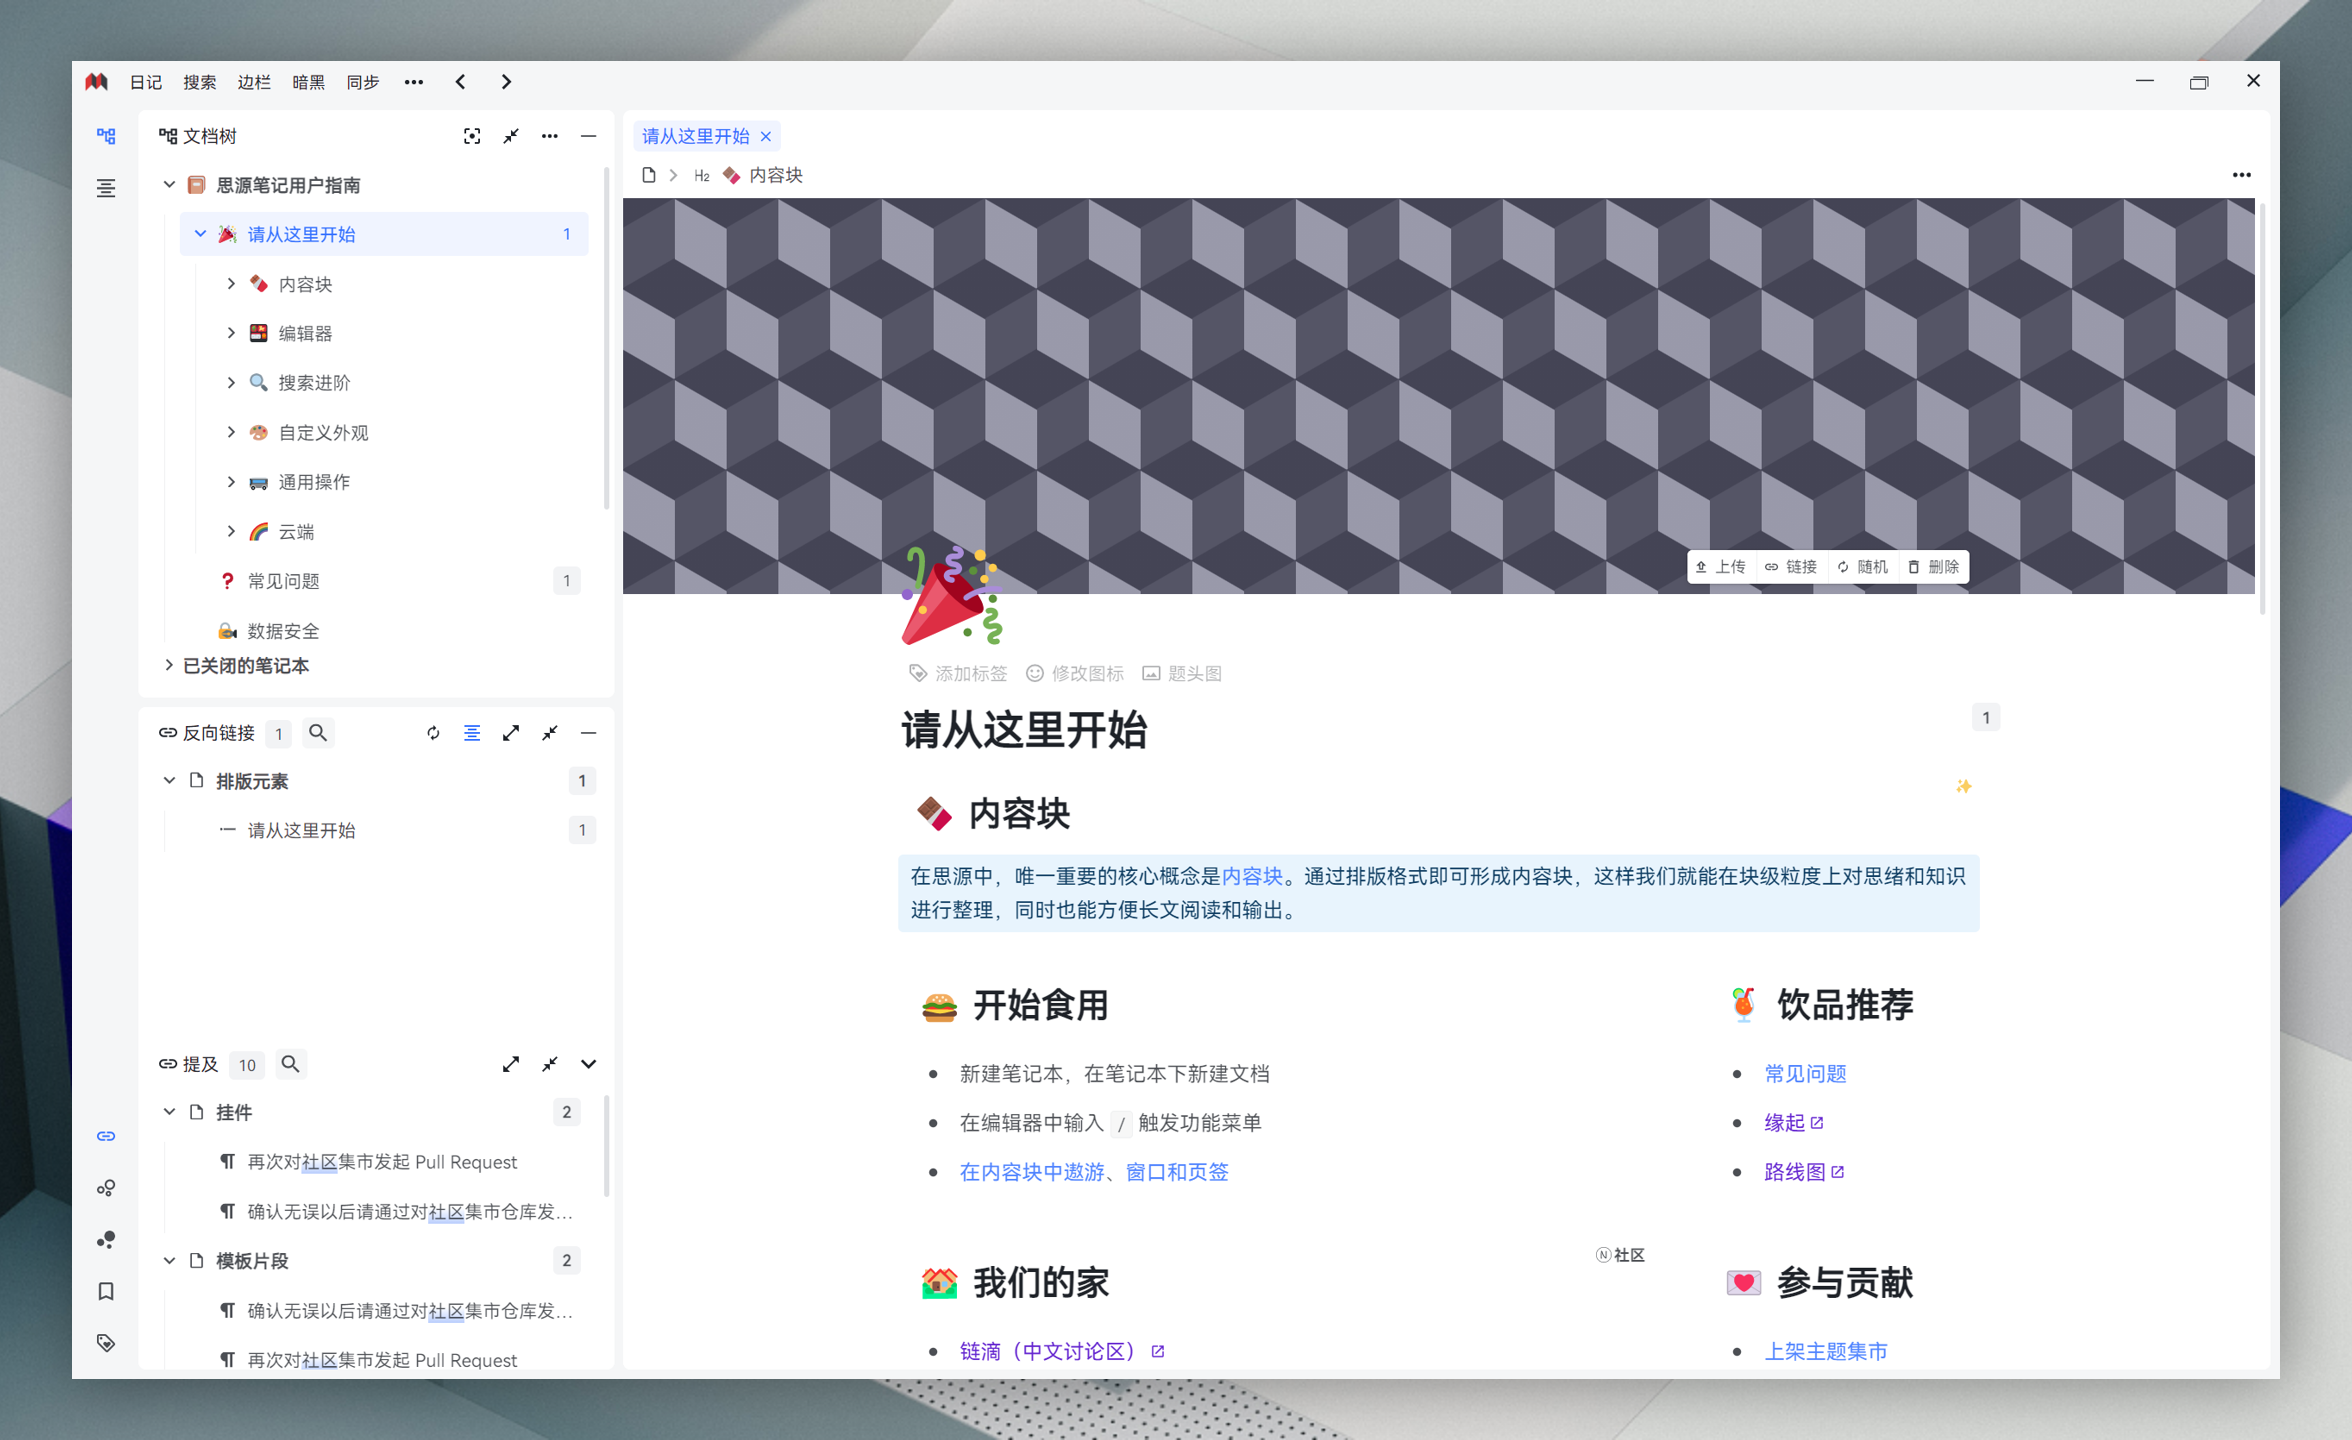 日记 搜索 边栏 暗黑 同步
文档树
思源笔记用户指南
请从这里开始 1
内容块
编辑器
搜索进阶
自定义外观
通用操作
云端
常见问题 1
数据安全
已关闭的笔记本
反向链接 1
排版元素 1
请从这里开始 1
提及 10
挂件 2
再次对社区集市发起 Pull Request
确认无误以后请通过对社区集市仓库发...
模板片段 2
确认无误以后请通过对社区集市仓库发...
再次对社区集市发起 Pull Request
请从这里开始
H2 内容块
上传 链接 随机 删除
添加标签 修改图标 题头图
请从这里开始 1
内容块
在思源中，唯一重要的核心概念是内容块。通过排版格式即可形成内容块，这样我们就能在块级粒度上对思绪和知识
进行整理，同时也能方便长文阅读和输出。
开始食用
新建笔记本，在笔记本下新建文档
在编辑器中输入 / 触发功能菜单
在内容块中遨游、窗口和页签
饮品推荐
常见问题
缘起
路线图
N 社区
我们的家
链滴（中文讨论区）
参与贡献
上架主题集市